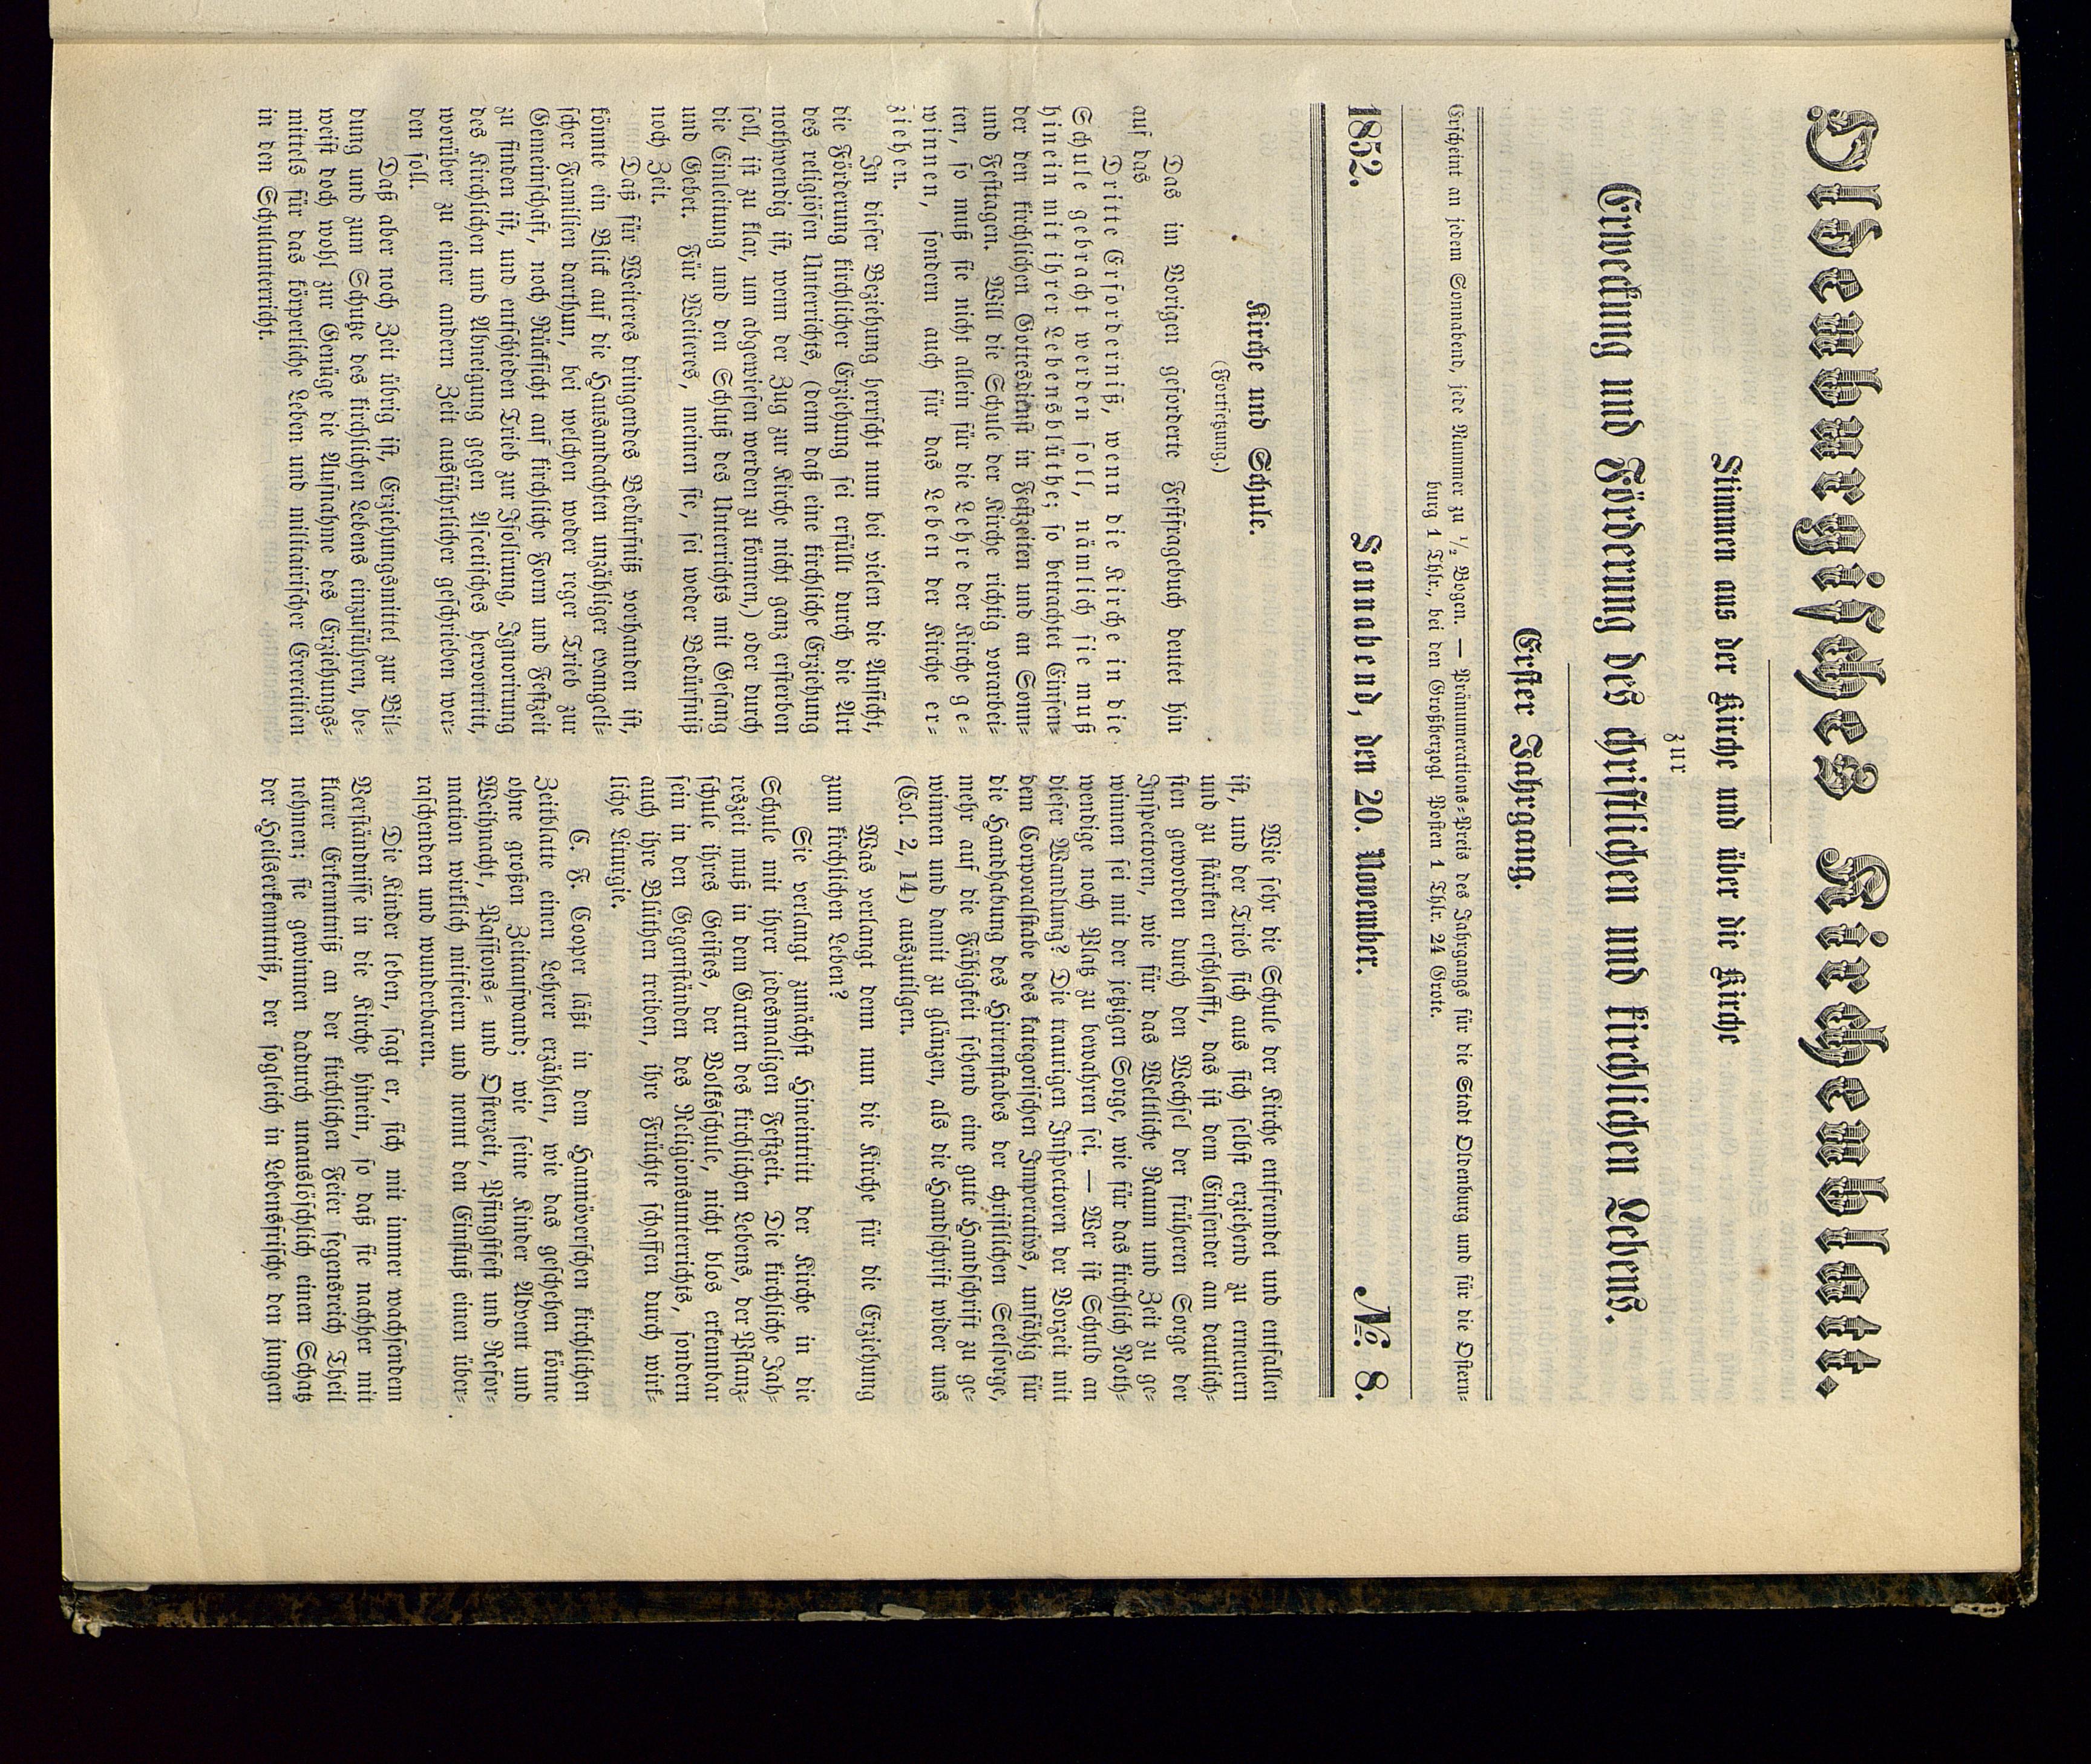 Oldenburgisches Kirchenblatt.
Stimmen aus der Kirche und über die Kirche
zur
Erweckung und Förderung des christlichen und kirchlichen Lebens.
Erster Jahrgang.
Erscheint an jedem Sonnabend, jede Nummer zu ½ Bogen. — Pränumerations-Preis des Jahrgangs für die Stadt Oldenburg und für die Osternburg
burg 1 Thlr., bei den Großherzogl Posten 1 Thlr. 24 Grote.
1852. Sonnabend, den 20. November. №. 8.
Kirche und Schule.
(Fortsetzung.)
Das im Vorigen geforderte Festfragebuch deutet hin
auf das
Dritte Erforderniß, wenn die Kirche in die
Schule gebracht werden soll, nämlich sie muß
hinein mit ihrer Lebensblüthe; so betrachtet Einsen-
der den kirchlichen Gottesdienst in Festzeiten und an Sonn-
und Festtagen. Will die Schule der Kirche richtig vorarbei-
ten, so muß sie nicht allein für die Lehre der Kirche ge-
winnen, sondern auch für das Leben der Kirche er-
ziehen.
In dieser Beziehung herrscht nun bei vielen die Ansicht,
die Förderung kirchlicher Erziehung sei erfüllt durch die Art
des religiösen Unterrichts, (denn daß eine kirchliche Erziehung
nothwendig ist, wenn der Zug zur Kirche nicht ganz ersterben
soll, ist zu klar, um abgewiesen werden zu können,) oder durch
die Einleitung und den Schluß des Unterrichts mit Gesang
und Gebet. Für Weiteres, meinen sie, sei weder Bedürfniß
noch Zeit.
Daß für Weiteres dringendes Bedürfniß vorhanden ist,
könnte ein Blick auf die Hausandachten unzähliger evangeli-
scher Familien darthun, bei welchen weder reger Trieb zur
Gemeinschaft, noch Rücksicht auf kirchliche Form und Festzeit
zu finden ist, und entschieden Trieb zur Isolirung, Ignorirung
des Kirchlichen und Abneigung gegen Ascetisches hervortritt,
worüber zu einer andern Zeit ausführlicher geschrieben wer-
den soll.
Daß aber noch Zeit übrig ist, Erziehungsmittel zur Bil-
dung und zum Schutze des kirchlichen Lebens einzuführen, be-
weist doch wohl zur Genüge die Aufnahme des Erziehungs-
mittels für das körperliche Leben und militairischer Exercitien
in den Schulunterricht.
Wie sehr die Schule der Kirche entfremdet und entfallen
ist, und der Trieb sich aus sich selbst erziehend zu erneuern
und zu stärken erschlafft, das ist dem Einsender am deutlich-
sten geworden durch den Wechsel der früheren Sorge der
Inspectoren, wie für das Weltliche Raum und Zeit zu ge-
winnen sei mit der jetzigen Sorge, wie für das kirchlich Noth-
wendige noch Platz zu bewahren sei. — Wer ist Schuld an
dieser Wandlung? Die traurigen Inspectoren der Vorzeit mit
dem Corporalstabe des kategorischen Imperativs, unfähig für
die Handhabung des Hirtenstabes der christlichen Seelsorge,
mehr auf die Fähigkeit sehend eine gute Handschrift zu ge-
winnen und damit zu glänzen, als die Handschrift wider uns
(Col. 2, 14) auszutilgen.
Was verlangt denn nun die Kirche für die Erziehung
zum kirchlichen Leben?
Sie verlangt zunächst Hineintritt der Kirche in die
Schule mit ihrer jedesmaligen Festzeit. Die kirchliche Jah-
reszeit muß in dem Garten des kirchlichen Lebens, der Pflanz-
schule ihres Geistes, der Volksschule, nicht blos erkennbar
sein in den Gegenständen des Religionsunterrichts, sondern
auch ihre Blüthen treiben, ihre Früchte schaffen durch wirk-
liche Liturgie.
C. F. Cooper läßt in dem Hannöverschen kirchlichen
Zeitblatte einen Lehrer erzählen, wie das geschehen könne
ohne großen Zeitaufwand; wie seine Kinder Advent und
Weihnacht, Passions- und Osterzeit, Pfingstfest und Refor-
mation wirklich mitfeiern und nennt den Einfluß einen über-
raschenden und wunderbaren.
Die Kinder leben, sagt er, sich mit immer wachsendem
Verständnisse in die Kirche hinein, so daß sie nachher mit
klarer Erkenntniß an der kirchlichen Feier segensreich Theil
nehmen; sie gewinnen dadurch unauslöschlich einen Schatz
der Heilserkenntniß, der sogleich in Lebensfrische den jungen